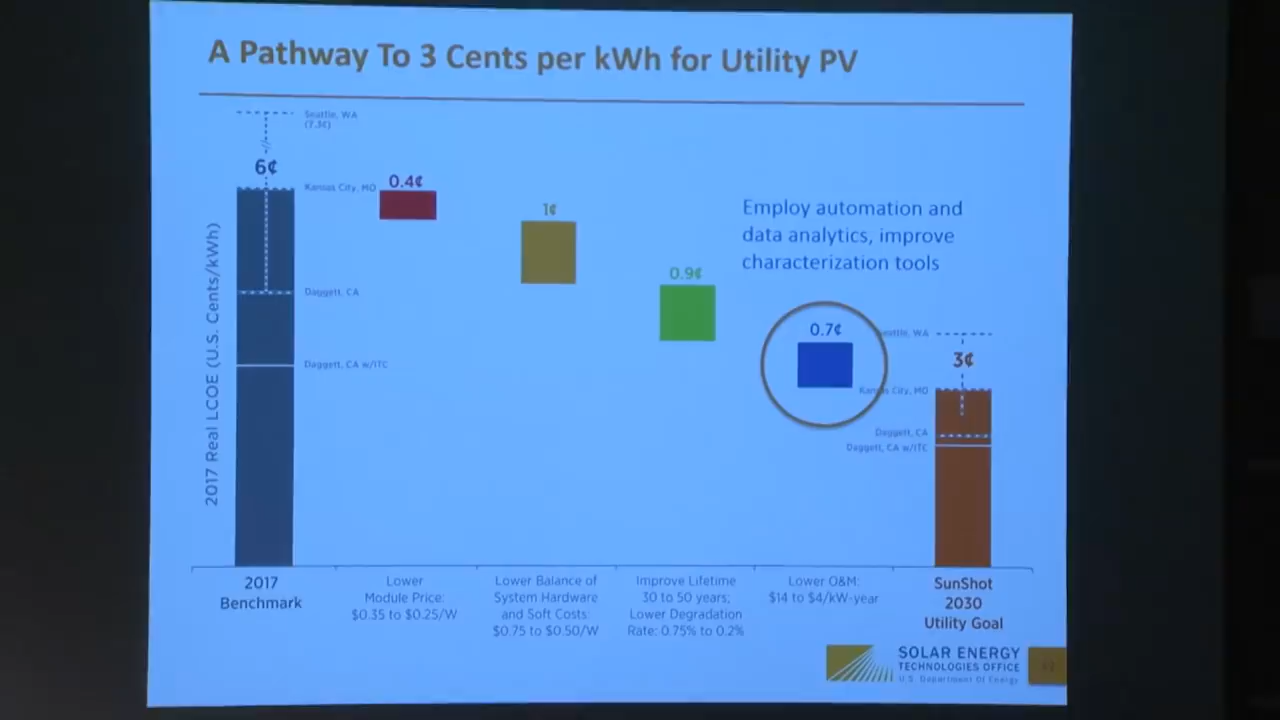 A Pathway To 3 Cents per kWh for Utility PV
Seattle, WA
(7.3¢)
6¢
Kansas City, MO
0.4¢
1¢
0.9¢
Employ automation and
data analytics, improve
characterization tools
0.7¢
Seattle, WA
3¢
Kansas City, MO
Daggett, CA
Daggett, CA w/ITC
Daggett, CA
Daggett, CA w/ITC
2017 Real LCOE (U.S. Cents/kWh)
2017
Benchmark
Lower
Module Price:
$0.35 to $0.25/W
Lower Balance of
System Hardware
and Soft Costs:
$0.75 to $0.50/W
Improve Lifetime
30 to 50 years;
Lower Degradation
Rate: 0.75% to 0.2%
Lower O&M:
$14 to $4/kW-year
SunShot
2030
Utility Goal
SOLAR ENERGY
TECHNOLOGIES OFFICE
U.S. Department Of Energy